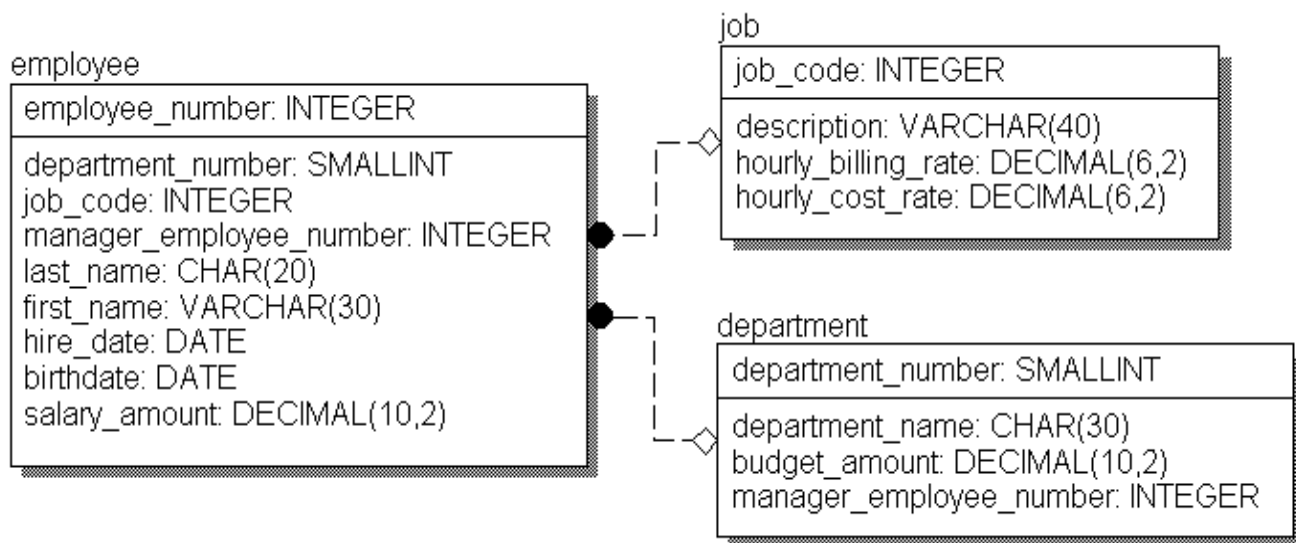 employee
employee_number: INTEGER
department_number: SMALLINT
job_code: INTEGER
manager_employee_number: INTEGER
last_name: CHAR(20)
first_name: VARCHAR(30)
hire_date: DATE
birthdate: DATE
salary_amount: DECIMAL(10,2)
job
job_code: INTEGER
description: VARCHAR(40)
hourly_billing_rate: DECIMAL(6,2)
hourly_cost_rate: DECIMAL(6,2)
department
department_number: SMALLINT
department_name: CHAR(30)
budget_amount: DECIMAL(10,2)
manager_employee_number: INTEGER